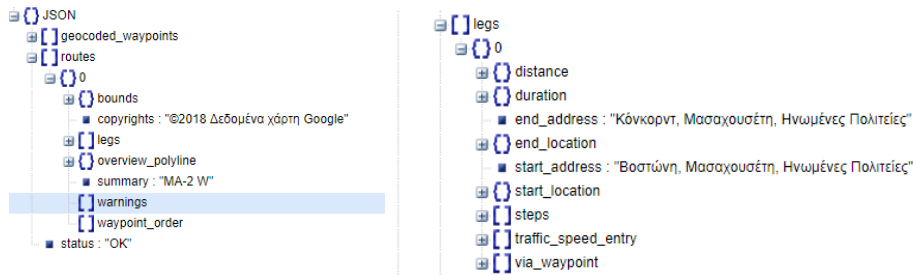 JSON
geocoded_waypoints
routes
0
bounds
copyrights : "©2018 Δεδομένα χάρτη Google"
legs
overview_polyline
summary : "MA-2 W"
warnings
waypoint_order
status : "OK"
legs
0
distance
duration
end_address : "Κόνκορντ, Μασαχουσέτη, Ηνωμένες Πολιτείες"
end_location
start_address : "Βοστώνη, Μασαχουσέτη, Ηνωμένες Πολιτείες"
start_location
steps
traffic_speed_entry
via_waypoint